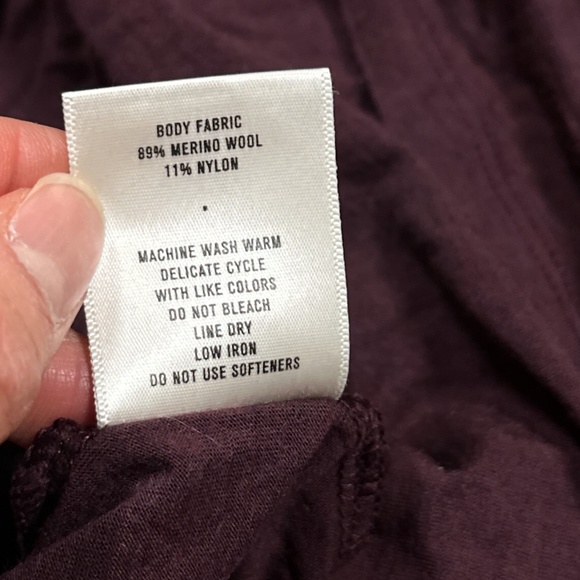 BODY FABRIC
89% MERINO WOOL
11% NYLON
.
MACHINE WASH WARM
DELICATE CYCLE
WITH LIKE COLORS
DO NOT BLEACH
LINE DRY
LOW IRON
DO NOT USE SOFTENERS